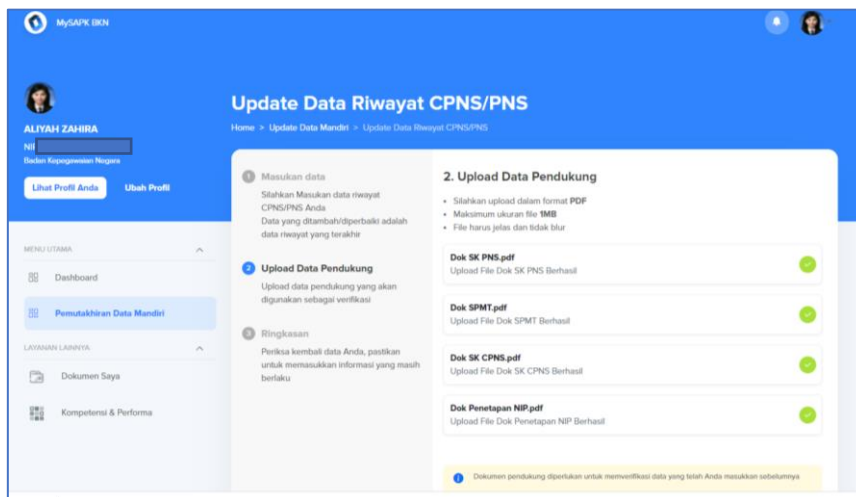 MySAPK BKN
ALIYAH ZAHIRA
NI
Badan Kepegawaian Negara
Lihat Profil Anda
Ubah Profil
MENU UTAMA
Dashboard
Pemutakhiran Data Mandiri
LAYANAN LAINNYA
Dokumen Saya
Kompetensi & Performa
Update Data Riwayat CPNS/PNS
Home > Update Data Mandiri > Update Data Riwayat CPNS/PNS
1 Masukan data
Silahkan Masukan data riwayat
CPNS/PNS Anda
Data yang ditambah/diperbaiki adalah
data riwayat yang terakhir
2 Upload Data Pendukung
Upload data pendukung yang akan
digunakan sebagai verifikasi
3 Ringkasan
Periksa kembali data Anda, pastikan
untuk memasukkan informasi yang masih
berlaku
2. Upload Data Pendukung
• Silahkan upload dalam format PDF
• Maksimum ukuran file 1MB
• File harus jelas dan tidak blur
Dok SK PNS.pdf
Upload File Dok SK PNS Berhasil
Dok SPMT.pdf
Upload File Dok SPMT Berhasil
Dok SK CPNS.pdf
Upload File Dok SK CPNS Berhasil
Dok Penetapan NIP.pdf
Upload File Dok Penetapan NIP Berhasil
Dokumen pendukung diperlukan untuk memverifikasi data yang telah Anda masukkan sebelumnya